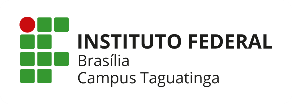 INSTITUTO FEDERAL
Brasília
Campus Taguatinga